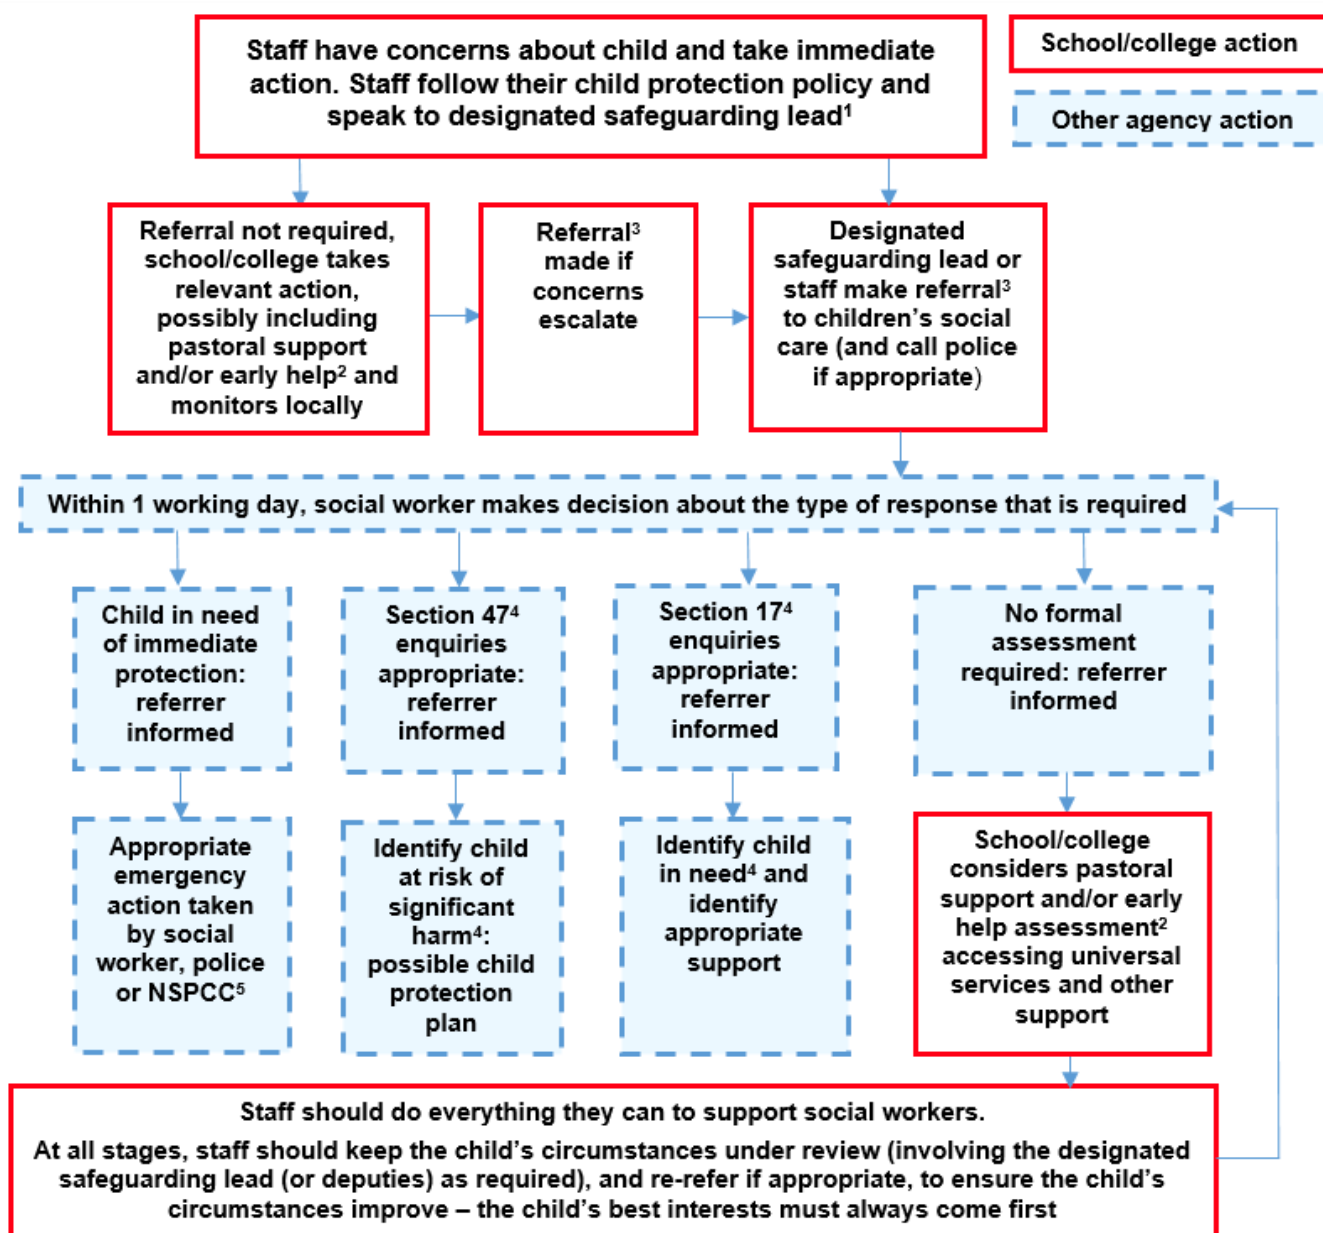 Staff have concerns about child and take immediate
action. Staff follow their child protection policy and
speak to designated safeguarding lead¹
School/college action
Other agency action
Referral not required,
school/college takes
relevant action,
possibly including
pastoral support
and/or early help² and
monitors locally
Referral³
made if
concerns
escalate
Designated
safeguarding lead or
staff make referral³
to children's social
care (and call police
if appropriate)
Within 1 working day, social worker makes decision about the type of response that is required
Child in need
of immediate
protection:
referrer
informed
Section 47⁴
enquiries
appropriate:
referrer
informed
Section 17⁴
enquiries
appropriate:
referrer
informed
No formal
assessment
required: referrer
informed
Appropriate
emergency
action taken
by social
worker, police
or NSPCC⁵
Identify child
at risk of
significant
harm⁴:
possible child
protection
plan
Identify child
in need⁴ and
identify
appropriate
support
School/college
considers pastoral
support and/or early
help assessment²
accessing universal
services and other
support
Staff should do everything they can to support social workers.
At all stages, staff should keep the child's circumstances under review (involving the designated
safeguarding lead (or deputies) as required), and re-refer if appropriate, to ensure the child's
circumstances improve – the child's best interests must always come first